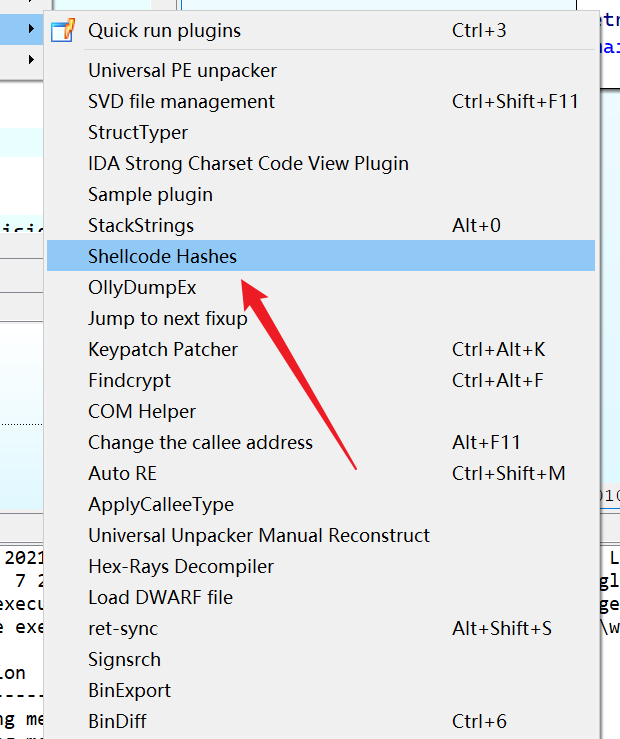 Quick run plugins Ctrl+3
Universal PE unpacker
SVD file management Ctrl+Shift+F11
StructTyper
IDA Strong Charset Code View Plugin
Sample plugin
StackStrings Alt+0
Shellcode Hashes
OllyDumpEx
Jump to next fixup
Keypatch Patcher Ctrl+Alt+K
Findcrypt Ctrl+Alt+F
COM Helper
Change the callee address Alt+F11
Auto RE Ctrl+Shift+M
ApplyCalleeType
Universal Unpacker Manual Reconstruct
2021
Hex-Rays Decompiler
7 2
Load DWARF file
execu
ret-sync Alt+Shift+S
e exe
\w
Signsrch
ion
BinExport
BinDiff Ctrl+6
ng me